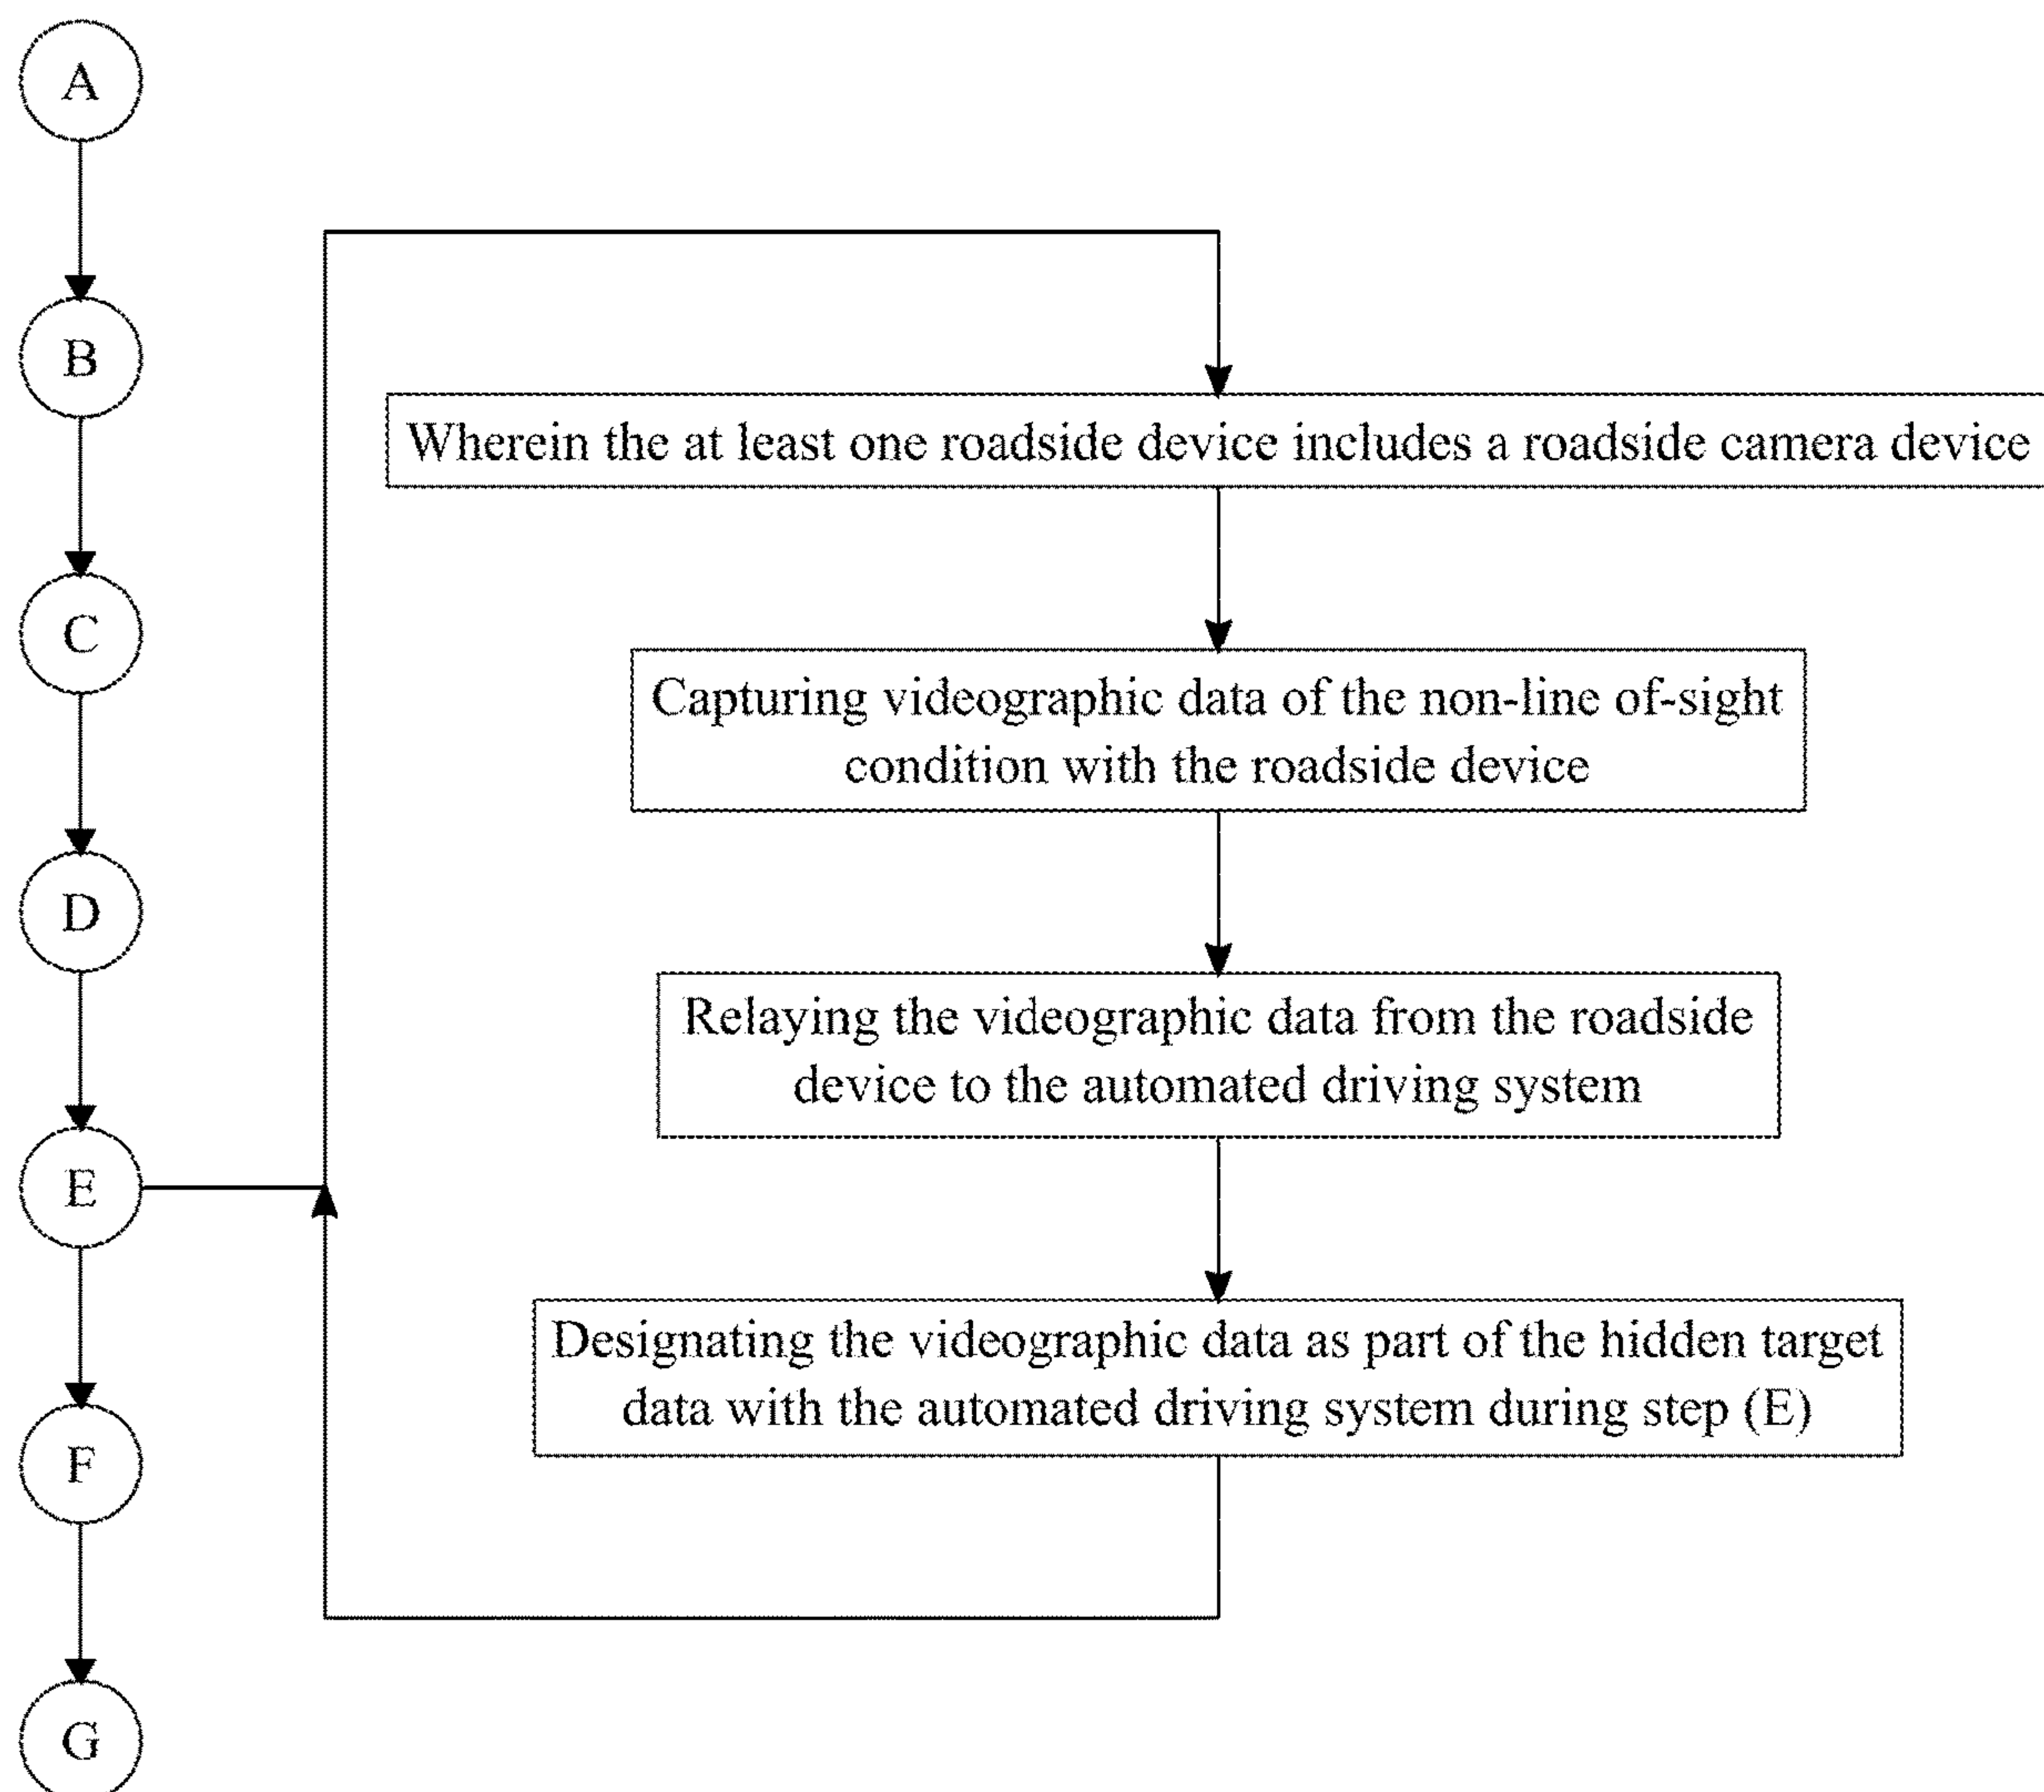 A
B
C
D
E
F
G
Wherein the at least one roadside device includes a roadside camera device
Capturing videographic data of the non-line of-sight
condition with the roadside device
Relaying the videographic data from the roadside
device to the automated driving system
Designating the videographic data as part of the hidden target
data with the automated driving system during step (E)